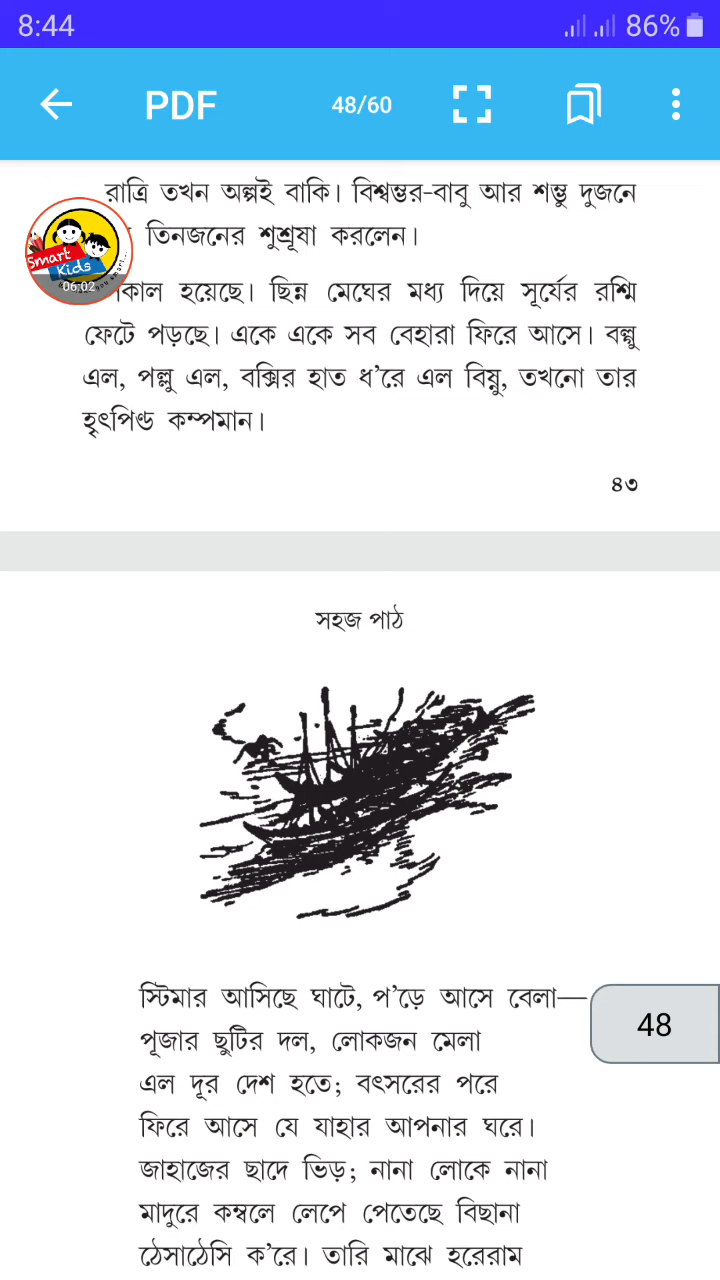 8:44
86%
PDF
48/60
রাত্রি তখন অল্পই বাকি। বিশ্বম্ভর-বাবু আর শম্ভু দুজনে
তিনজনের শুশ্রূষা করলেন।
Smart
Kids
06:02
কাল হয়েছে। ছিন্ন মেঘের মধ্য দিয়ে সূর্যের রশ্মি
ফেটে পড়ছে। একে একে সব বেহারা ফিরে আসে। বল্গু
এল, পল্লু এল, বক্সির হাত ধ’রে এল বিষ্ণু, তখনো তার
হৃৎপিণ্ড কম্পমান।
৪৩
সহজ পাঠ
স্টিমার আসিছে ঘাটে, প’ড়ে আসে বেলা—
পূজার ছুটির দল, লোকজন মেলা
48
এল দূর দেশ হতে; বৎসরের পরে
ফিরে আসে যে যাহার আপনার ঘরে।
জাহাজের ছাদে ভিড়; নানা লোকে নানা
মাদুরে কম্বলে লেপে পেতেছে বিছানা
ঠেসাঠেসি ক’রে। তারি মাঝে হরেরাম